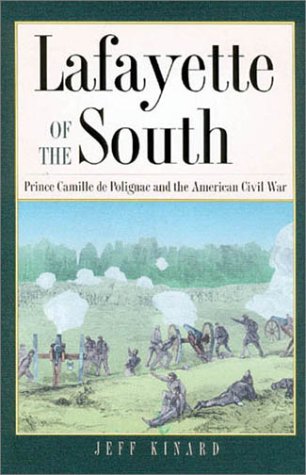 Lafayette
OF THE South
Prince Camille de Polignac and the American Civil War
JEFF KINARD